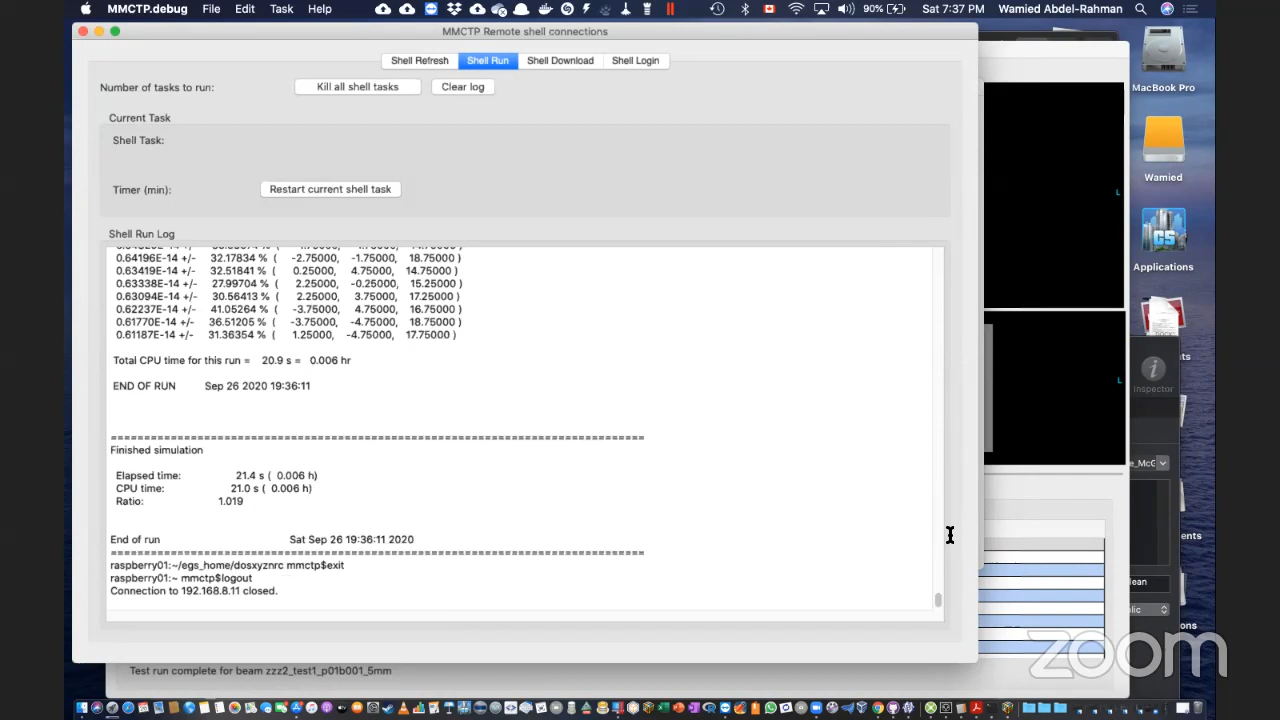 MMCTP.debug File Edit Task Help 90% Sat 7:37 PM Wamied Abdel-Rahman
MMCTP Remote shell connections
Shell Refresh Shell Run Shell Download Shell Login
Number of tasks to run: Kill all shell tasks Clear log
MacBook Pro
Current Task
Shell Task:
Wamied
Timer (min): Restart current shell task
L
Shell Run Log
CS
0.64196E-14 +/- 32.17834 % ( -2.75000, -1.75000, 18.75000 )
Applications
0.63419E-14 +/- 32.51841 % ( 0.25000, 4.75000, 14.75000 )
0.63338E-14 +/- 27.99704 % ( 2.25000, -0.25000, 15.25000 )
0.63094E-14 +/- 30.56413 % ( 2.25000, 3.75000, 17.25000 )
0.62237E-14 +/- 41.05264 % ( -3.75000, 4.75000, 16.75000 )
0.61770E-14 +/- 36.51205 % ( -3.75000, -4.75000, 18.75000 )
0.61187E-14 +/- 31.36354 % ( 1.25000, -4.75000, 17.75000 )
nts
Total CPU time for this run = 20.9 s = 0.006 hr
L
END OF RUN Sep 26 2020 19:36:11
Inspector
==============================================================================
Finished simulation
e_McG
Elapsed time: 21.4 s ( 0.006 h)
CPU time: 21.0 s ( 0.006 h)
Ratio: 1.019
End of run Sat Sep 26 19:36:11 2020
ents
==============================================================================
raspberry01:~/egs_home/dosxyznrc mmctp$exit
raspberry01:~ mmctp$logout
lean
Connection to 192.168.8.11 closed.
blic
ons
zoom
Test run complete for beam zzz2_test1_p01b001_5mm